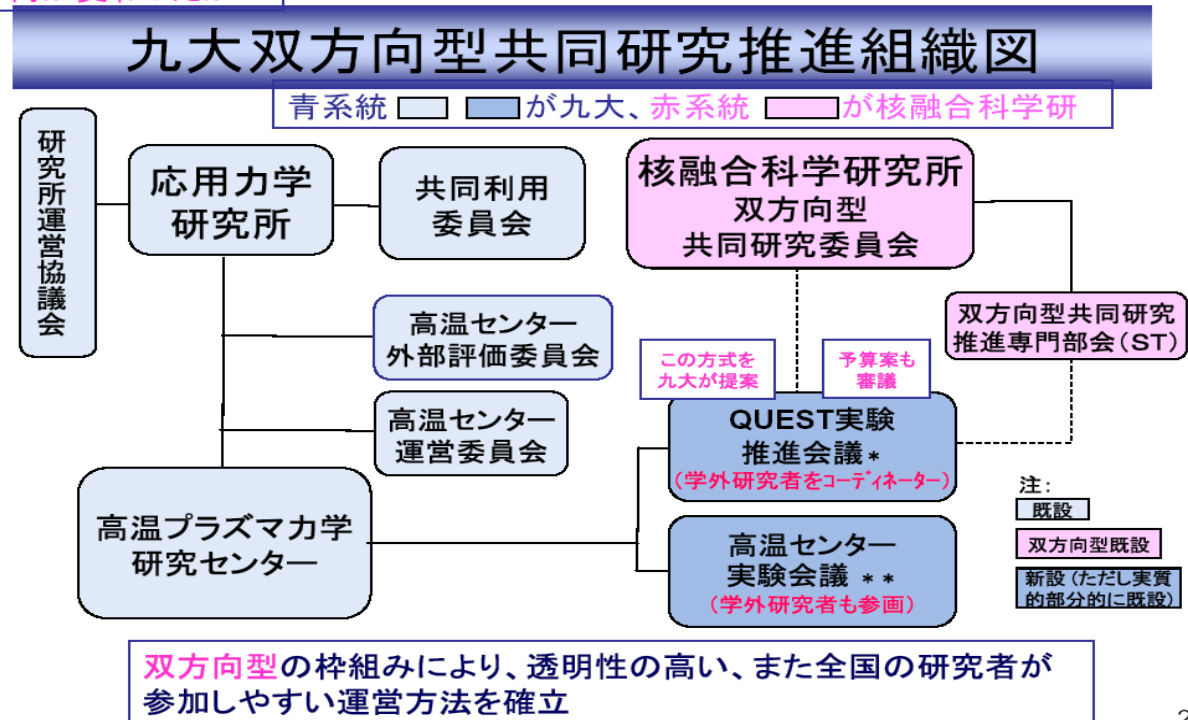 九大双方向型共同研究推進組織図
青系統 が九大、赤系統 が核融合科学研
研究所運営協議会
応用力学
研究所
共同利用
委員会
核融合科学研究所
双方向型
共同研究委員会
高温センター
外部評価委員会
双方向型共同研究
推進専門部会(ST)
この方式を
九大が提案
予算案も
審議
高温センター
運営委員会
QUEST実験
推進会議*
(学外研究者をコーディネーター)
高温プラズマ力学
研究センター
高温センター
実験会議 **
(学外研究者も参画)
注:
既設
双方向型既設
新設(ただし実質
的部分的に既設)
双方向型の枠組みにより、透明性の高い、また全国の研究者が
参加しやすい運営方法を確立